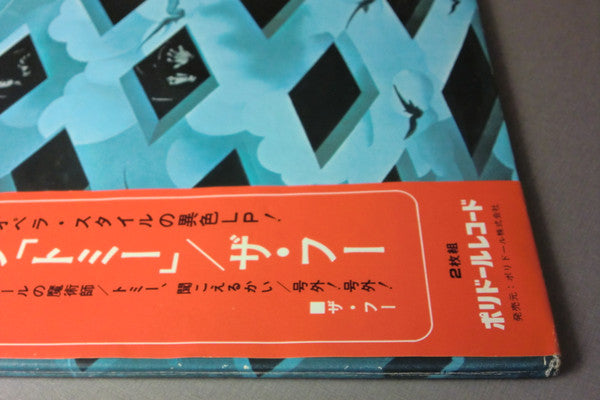 ペラ・スタイルの異色LP!
「トミー」/ザ・フー
ールの魔術師/トミー、聞こえるかい/号外!号外!
■ザ・フー
2枚組
ポリドールレコード
発売元:ポリドール株式会社